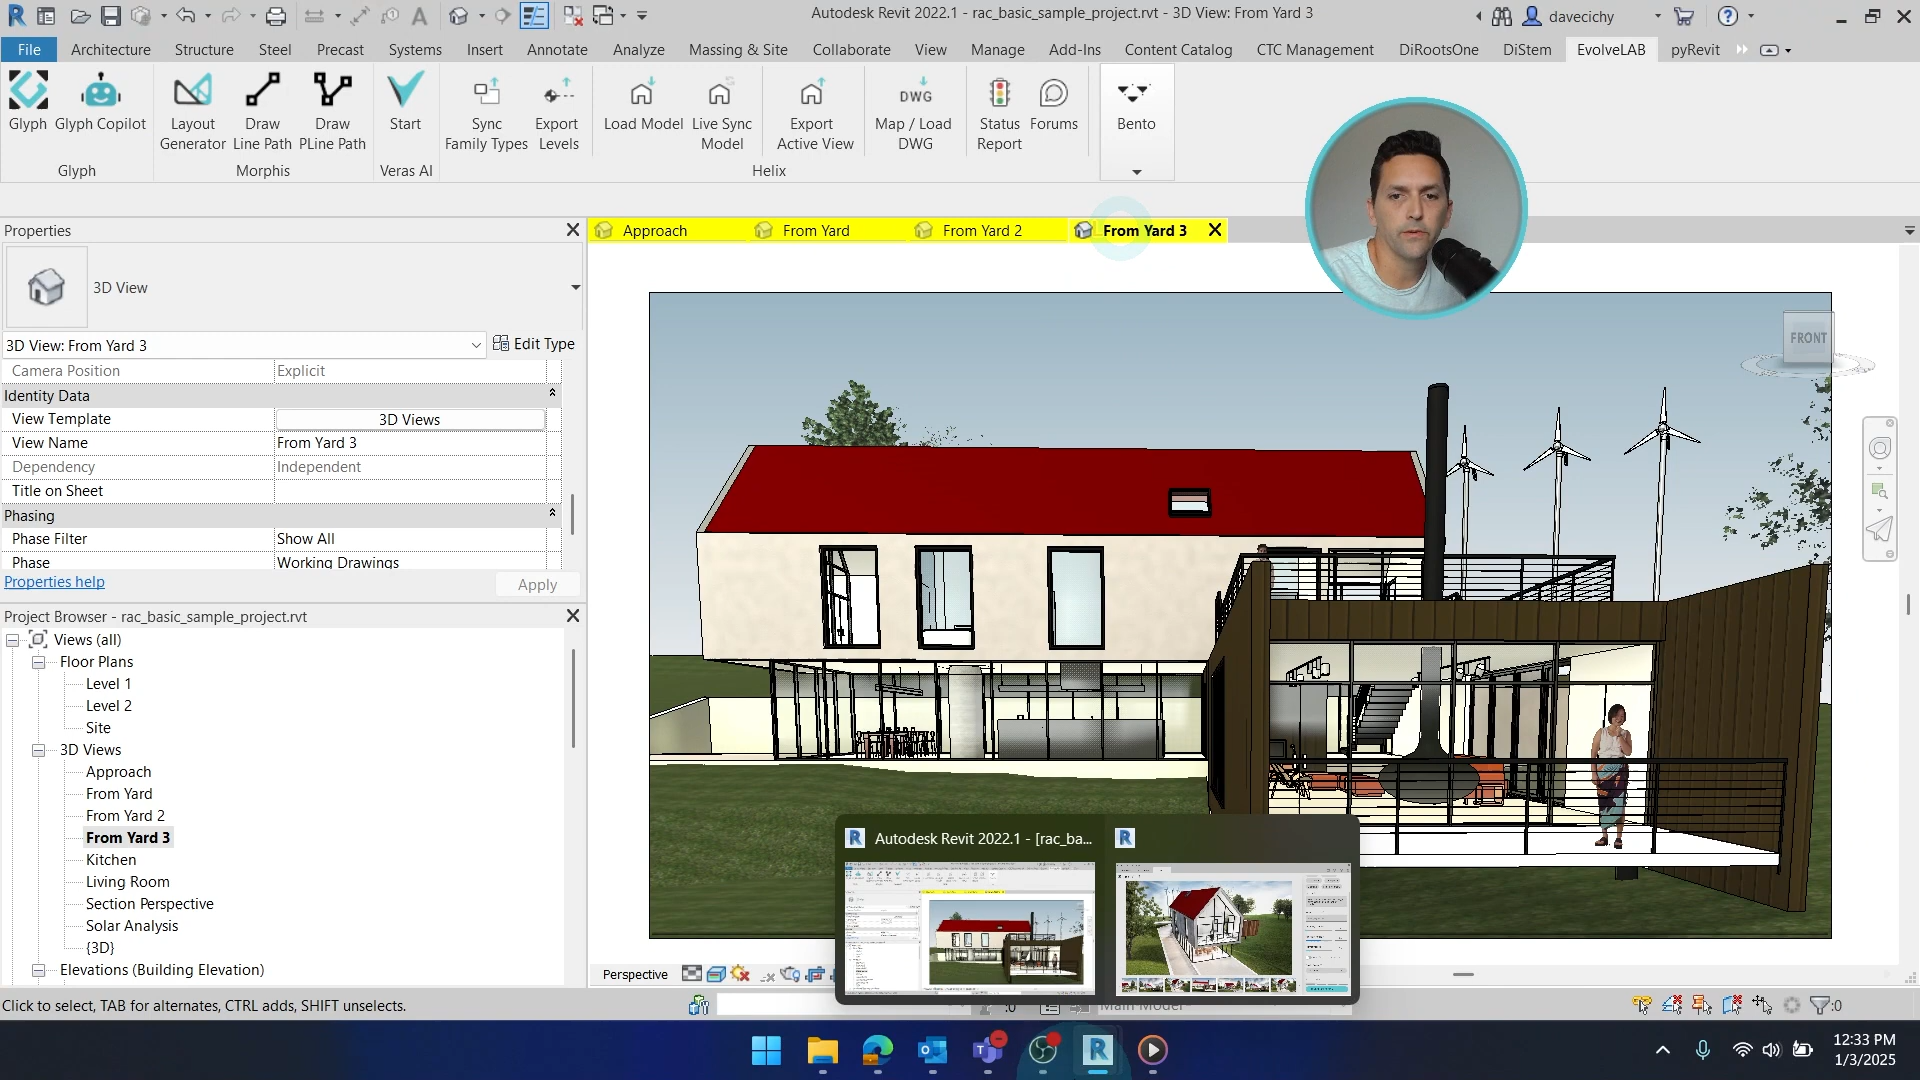 Autodesk Revit 2022.1 - rac_basic_sample_project.rvt - 3D View: From Yard 3
davecichy
File
Architecture
Structure
Steel
Precast
Systems
Insert
Annotate
Analyze
Massing & Site
Collaborate
View
Manage
Add-Ins
Content Catalog
CTC Management
DiRootsOne
DiStem
EvolveLAB
pyRevit
Glyph
Glyph Copilot
Layout
Generator
Draw
Line Path
Draw
PLine Path
Start
Sync
Family Types
Export
Levels
Load Model
Live Sync
Model
Export
Active View
DWG
Map / Load
DWG
Status
Report
Forums
Bento
Glyph
Morphis
Veras AI
Helix
Properties
3D View
3D View: From Yard 3
Edit Type
Camera Position
Explicit
Identity Data
View Template
3D Views
View Name
From Yard 3
Dependency
Independent
Title on Sheet
Phasing
Phase Filter
Show All
Phase
Working Drawings
Properties help
Apply
Approach
From Yard
From Yard 2
From Yard 3
FRONT
Project Browser - rac_basic_sample_project.rvt
Views (all)
Floor Plans
Level 1
Level 2
Site
3D Views
Approach
From Yard
From Yard 2
From Yard 3
Kitchen
Living Room
Section Perspective
Solar Analysis
{3D}
Elevations (Building Elevation)
Autodesk Revit 2022.1 - [rac_ba...
Perspective
Click to select, TAB for alternates, CTRL adds, SHIFT unselects.
:0
Main Model
:0
12:33 PM
1/3/2025